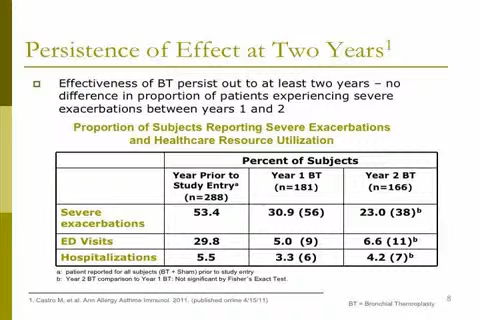 Persistence of Effect at Two Years1
Effectiveness of BT persist out to at least two years – no
difference in proportion of patients experiencing severe
exacerbations between years 1 and 2
Proportion of Subjects Reporting Severe Exacerbations
and Healthcare Resource Utilization
Percent of Subjects
Year Prior to Study Entrya (n=288) Year 1 BT (n=181) Year 2 BT (n=166)
Severe exacerbations 53.4 30.9 (56) 23.0 (38)b
ED Visits 29.8 5.0 (9) 6.6 (11)b
Hospitalizations 5.5 3.3 (6) 4.2 (7)b
a: patient reported for all subjects (BT + Sham) prior to study entry
b: Year 2 BT comparison to Year 1 BT: Not significant by Fisher's Exact Test.
1. Castro M, et al. Ann Allergy Asthma Immunol. 2011. (published online 4/15/11)
BT = Bronchial Thermoplasty
8